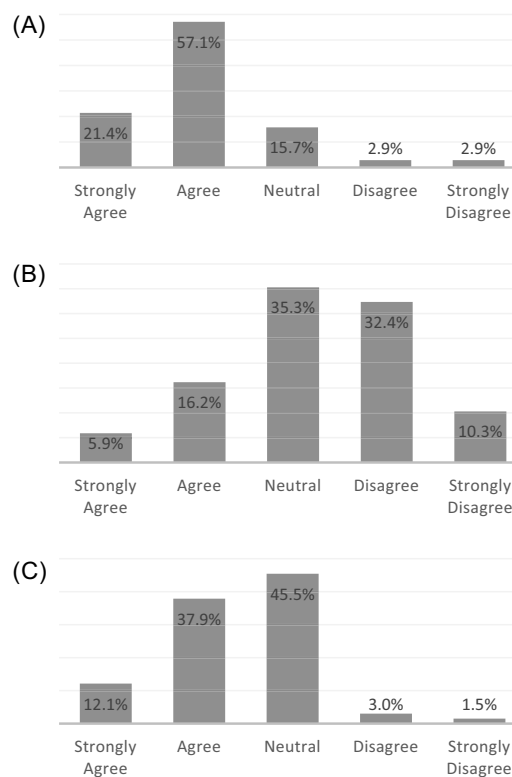 (A)
57.1%
21.4%
15.7%
2.9%
2.9%
Strongly Agree
Agree
Neutral
Disagree
Strongly Disagree
(B)
35.3%
32.4%
16.2%
10.3%
5.9%
Strongly Agree
Agree
Neutral
Disagree
Strongly Disagree
(C)
45.5%
37.9%
12.1%
3.0%
1.5%
Strongly Agree
Agree
Neutral
Disagree
Strongly Disagree